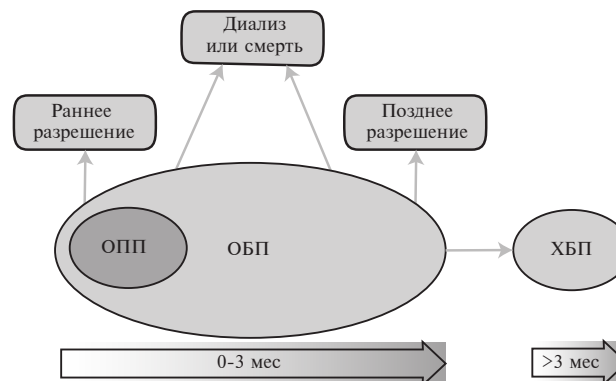 Диализ
или смерть
Раннее
разрешение
Позднее
разрешение
ОПП
ОБП
ХБП
0-3 мес
>3 мес